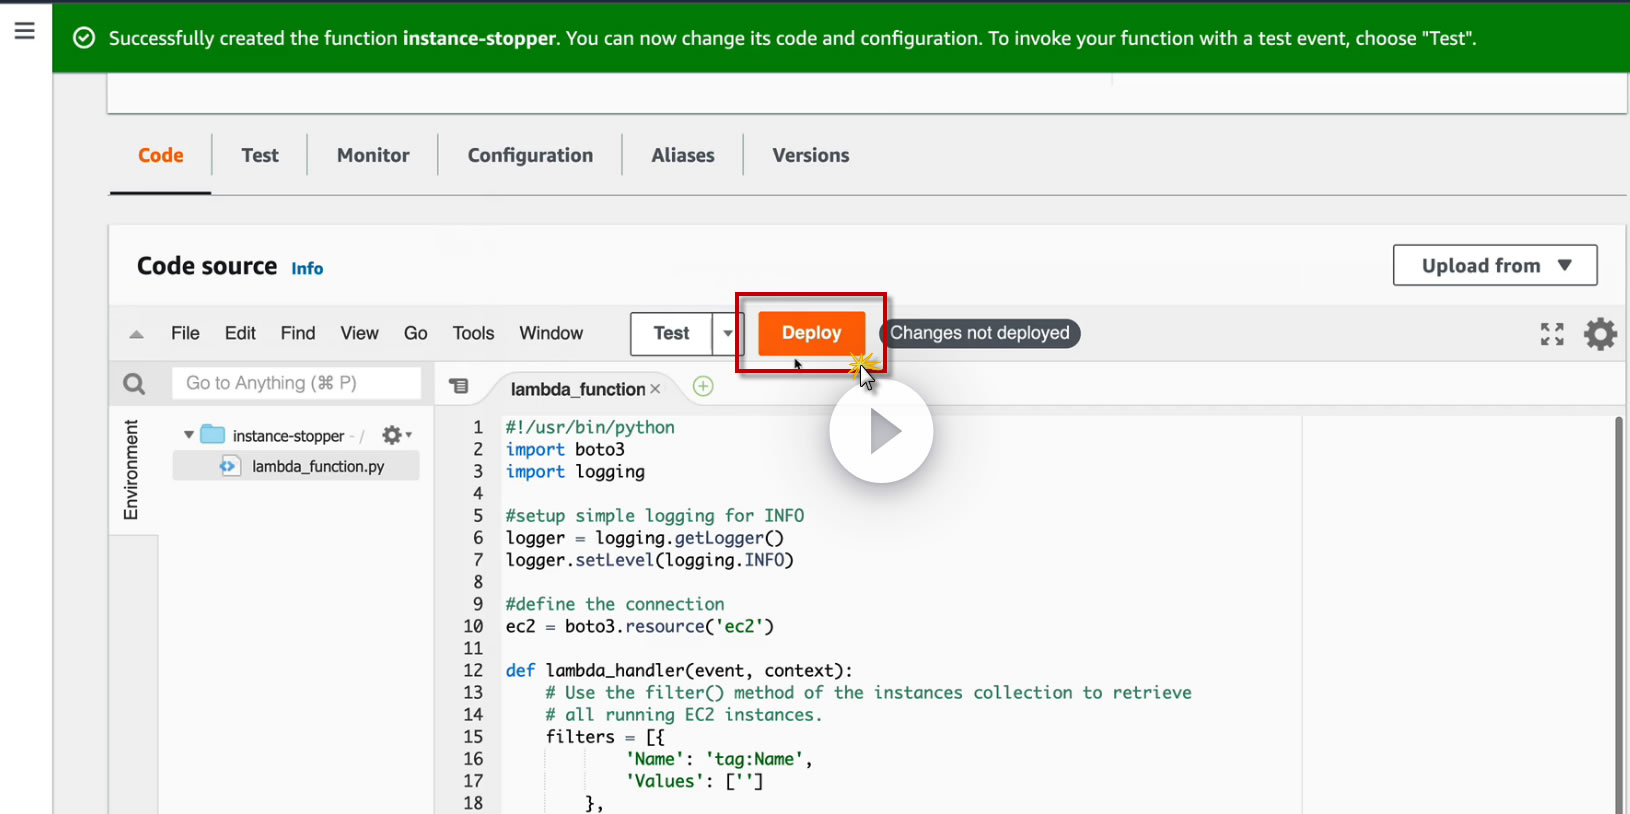 Successfully created the function instance-stopper. You can now change its code and configuration. To invoke your function with a test event, choose "Test".
Code
Test
Monitor
Configuration
Aliases
Versions
Code source Info
Upload from
File Edit Find View Go Tools Window
Test
Deploy
Changes not deployed
Go to Anything (⌘ P)
Environment
instance-stopper - /
lambda_function.py
lambda_function ×
1 #!/usr/bin/python
2 import boto3
3 import logging
4
5 #setup simple logging for INFO
6 logger = logging.getLogger()
7 logger.setLevel(logging.INFO)
8
9 #define the connection
10 ec2 = boto3.resource('ec2')
11
12 def lambda_handler(event, context):
13 # Use the filter() method of the instances collection to retrieve
14 # all running EC2 instances.
15 filters = [{
16 'Name': 'tag:Name',
17 'Values': ['']
18 },